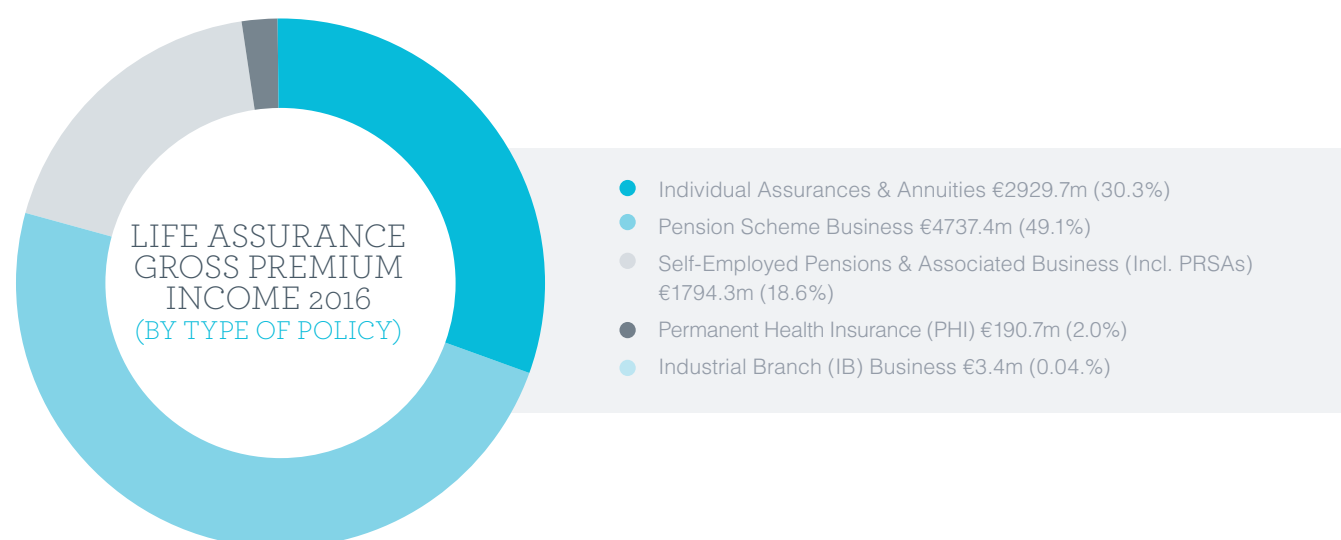 LIFE ASSURANCE
GROSS PREMIUM
INCOME 2016
(BY TYPE OF POLICY)
Individual Assurances & Annuities €2929.7m (30.3%)
Pension Scheme Business €4737.4m (49.1%)
Self-Employed Pensions & Associated Business (Incl. PRSAs)
€1794.3m (18.6%)
Permanent Health Insurance (PHI) €190.7m (2.0%)
Industrial Branch (IB) Business €3.4m (0.04.%)